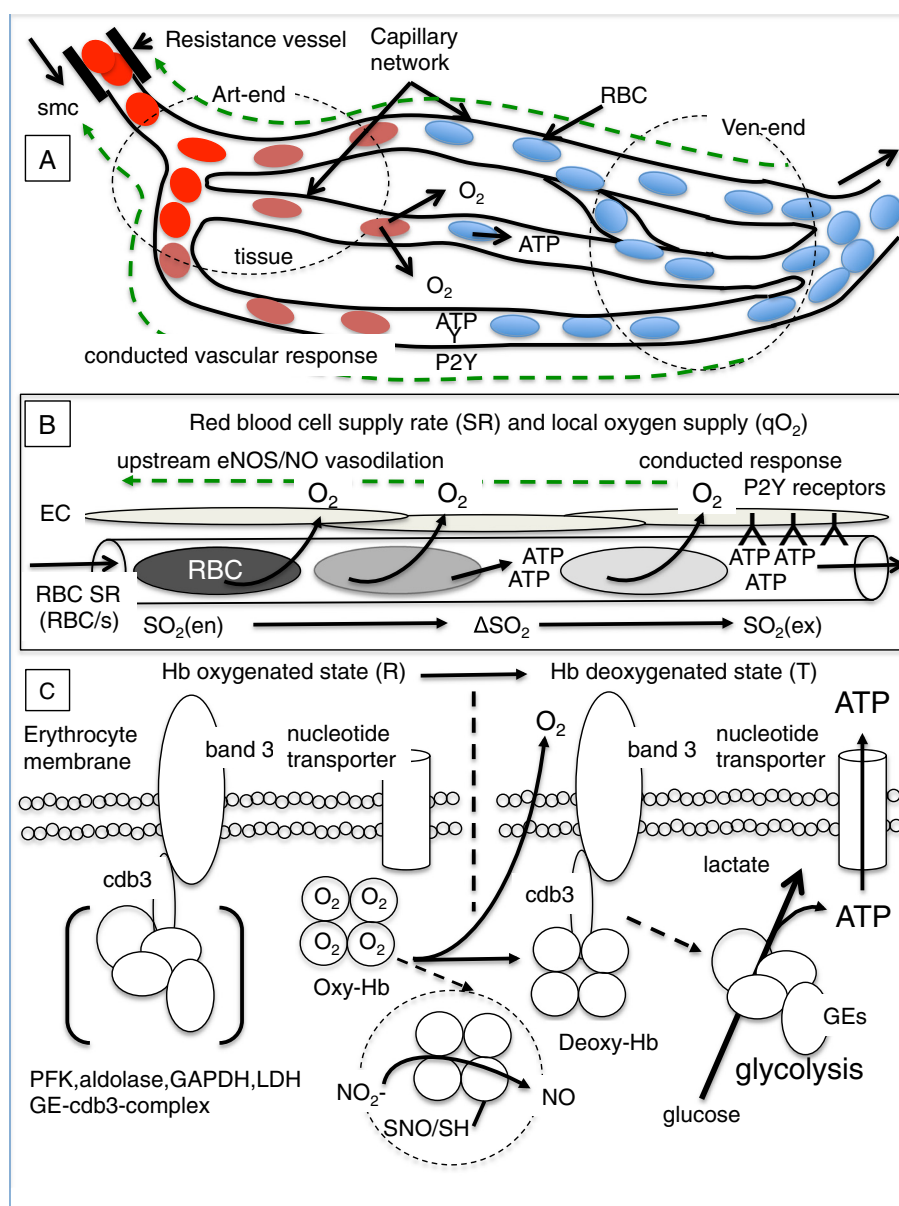 Resistance vessel
Capillary
network
smc
Art-end
RBC
Ven-end
A
O₂
ATP
tissue
O₂
ATP
Y
P2Y
conducted vascular response
B
Red blood cell supply rate (SR) and local oxygen supply (qO₂)
upstream eNOS/NO vasodilation
conducted response
O₂
O₂
O₂
P2Y receptors
EC
RBC
ATP
ATP
ATP
ATP
ATP
RBC SR
(RBC/s)
SO₂(en)
ΔSO₂
SO₂(ex)
C
Hb oxygenated state (R)
Hb deoxygenated state (T)
ATP
Erythrocyte
membrane
band 3
nucleotide
transporter
O₂
band 3
nucleotide
transporter
lactate
cdb3
cdb3
O₂ O₂
O₂ O₂
ATP
Oxy-Hb
Deoxy-Hb
GEs
glycolysis
PFK,aldolase,GAPDH,LDH
GE-cdb3-complex
NO₂-
NO
SNO/SH
glucose